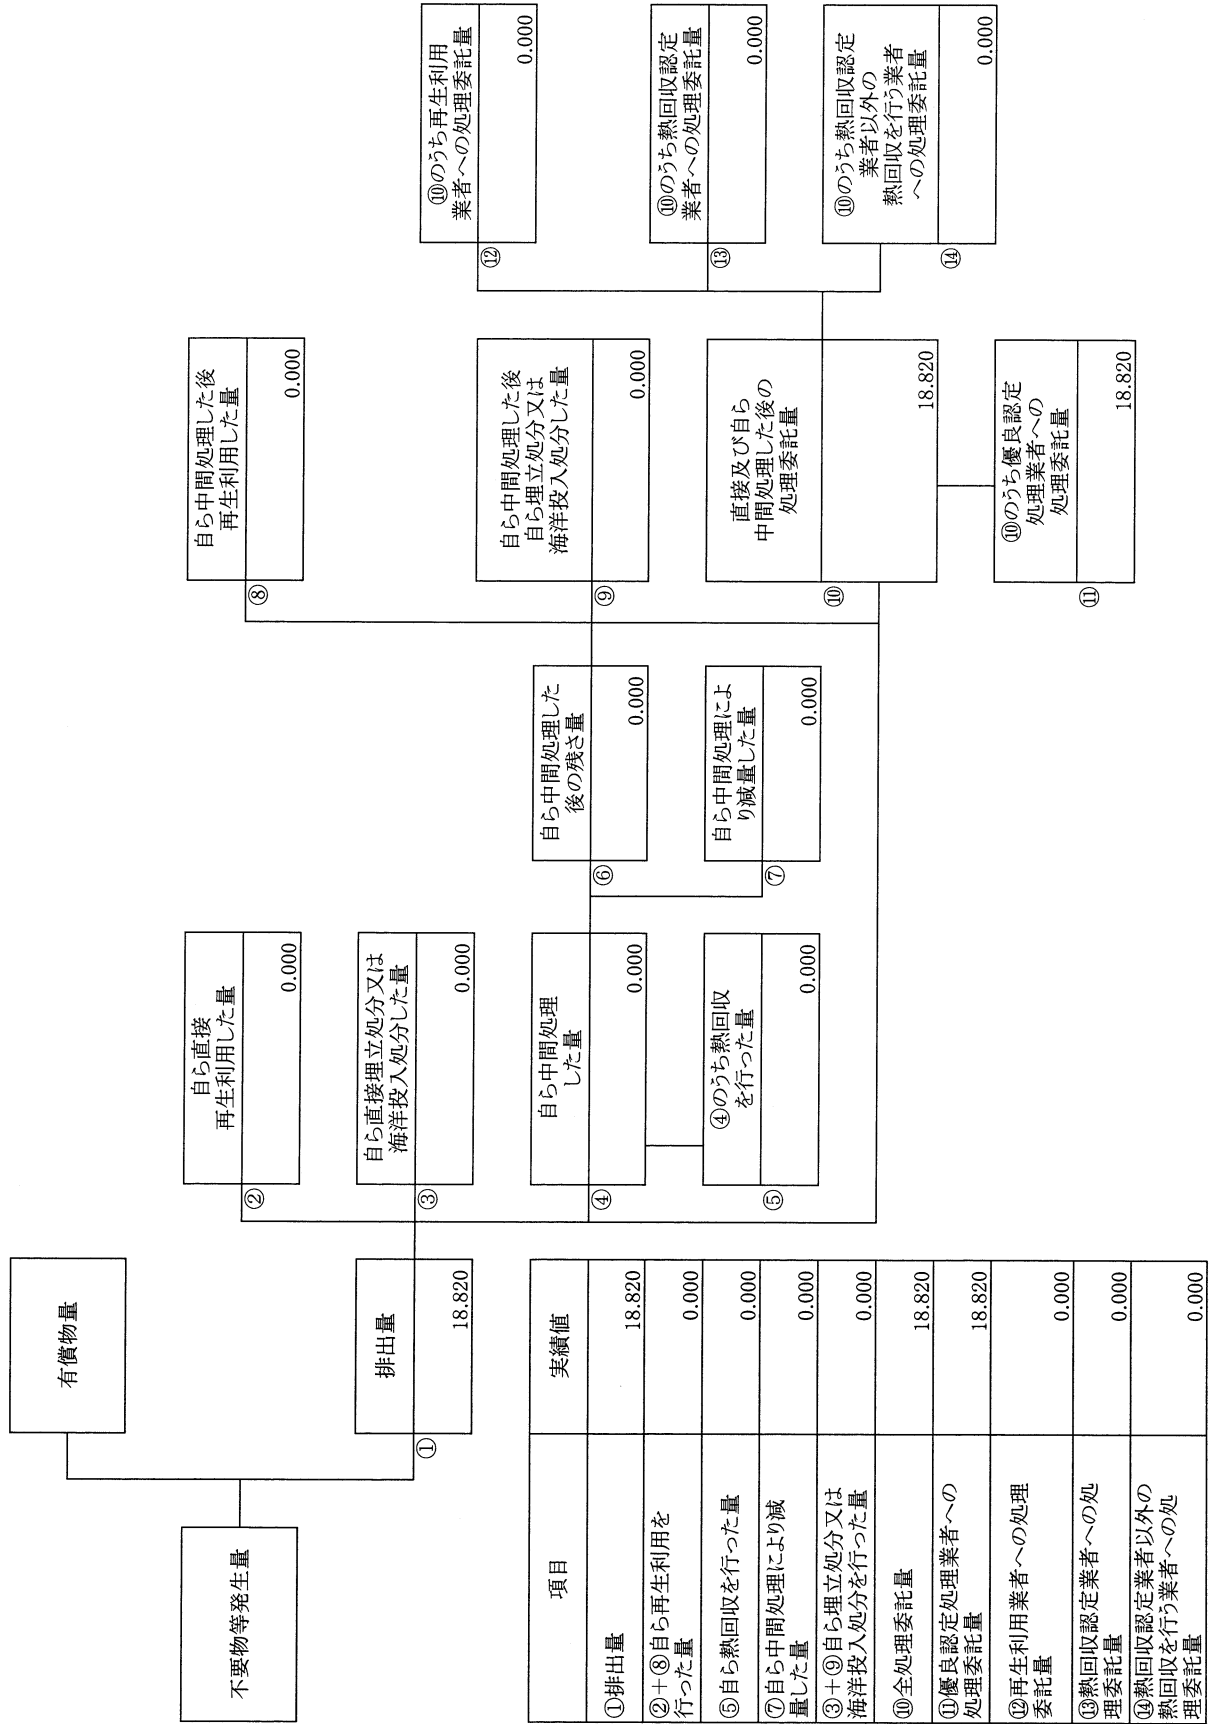 不要物等発生量
有償物量
①
排出量
18.820
②
自ら直接
再生利用した量
0.000
③
自ら直接埋立処分又は
海洋投入処分した量
0.000
④
自ら中間処理
した量
0.000
⑤
④のうち熱回収
を行った量
0.000
⑥
自ら中間処理した
後の残さ量
0.000
⑦
自ら中間処理によ
り減量した量
0.000
⑧
自ら中間処理した後
再生利用した量
0.000
⑨
自ら中間処理した後
自ら埋立処分又は
海洋投入処分した量
0.000
⑩
直接及び自ら
中間処理した後の
処理委託量
18.820
⑪
⑩のうち優良認定
処理業者への
処理委託量
18.820
⑫
⑩のうち再生利用
業者への処理委託量
0.000
⑬
⑩のうち熱回収認定
業者への処理委託量
0.000
⑭
⑩のうち熱回収認定
業者以外の
熱回収を行う業者
への処理委託量
0.000
項目 実績値
①排出量 18.820
②+⑧自ら再生利用を
行った量 0.000
⑤自ら熱回収を行った量 0.000
⑦自ら中間処理により減
量した量 0.000
③+⑨自ら埋立処分又は
海洋投入処分を行った量 0.000
⑩全処理委託量 18.820
⑪優良認定処理業者への
処理委託量 18.820
⑫再生利用業者への処理
委託量 0.000
⑬熱回収認定業者への処
理委託量 0.000
⑭熱回収認定業者以外の
熱回収を行う業者への処
理委託量 0.000